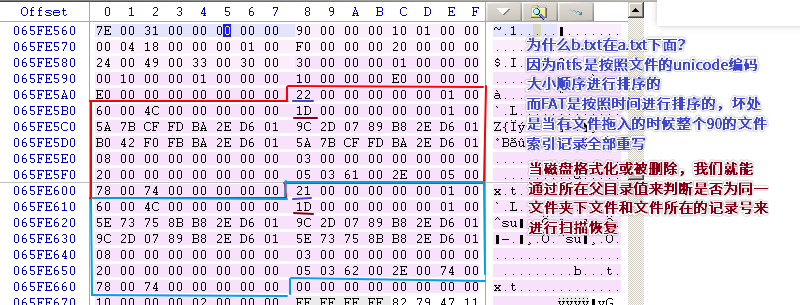 Offset 0 1 2 3 4 5 6 7 8 9 A B C D E F
065FE560 7E 00 31 00 00 00 00 00 90 00 00 00 10 01 00 00 ~.1.
065FE570 00 04 18 00 00 00 01 00 F0 00 00 00 20 00 00 00
065FE580 24 00 49 00 33 00 30 00 01 00 00 00 01 00 00 00 $.I.
065FE590 00 10 00 00 01 00 00 00 10 00 00 00 E0 00 00 00
065FE5A0 E0 00 00 00 00 00 00 00 22 00 00 00 00 00 01 00
065FE5B0 60 00 4C 00 00 00 00 00 1D 00 00 00 00 00 01 00 `.L.
065FE5C0 5A 7B CF FD BA 2E D6 01 9C 2D 07 89 B8 2E D6 01
065FE5D0 B0 42 F0 FB BA 2E D6 01 5A 7B CF FD BA 2E D6 01
065FE5E0 08 00 00 00 00 00 00 00 03 00 00 00 00 00 00 00
065FE5F0 20 00 00 00 00 00 00 00 05 03 61 00 2E 00 05 00
065FE600 78 00 74 00 00 00 00 00 21 00 00 00 00 00 01 00 x.t.
065FE610 60 00 4C 00 00 00 00 00 1D 00 00 00 00 00 01 00 `.L.
065FE620 5E 73 75 8B B8 2E D6 01 9C 2D 07 89 B8 2E D6 01 ^su
065FE630 9C 2D 07 89 B8 2E D6 01 5E 73 75 8B B8 2E D6 01
065FE640 08 00 00 00 00 00 00 00 03 00 00 00 00 00 00 00
065FE650 20 00 00 00 00 00 00 00 05 03 62 00 2E 00 74 00 b...t
065FE660 78 00 74 00 00 00 00 00 00 00 00 00 00 00 00 00 x.t.
065FE670 10 00 00 00 02 00 00 00 FF FF FF FF 82 79 47 11
为什么b.txt在a.txt下面？
因为ntfs是按照文件的unicode编码
大小顺序进行排序的
而FAT是按照时间进行排序的，坏处
是当有文件拖入的时候整个90的文件
索引记录全部重写
当磁盘格式化或被删除，我们就能
通过所在父目录值来判断是否为同一
文件夹下文件和文件所在的记录号来
进行扫描恢复